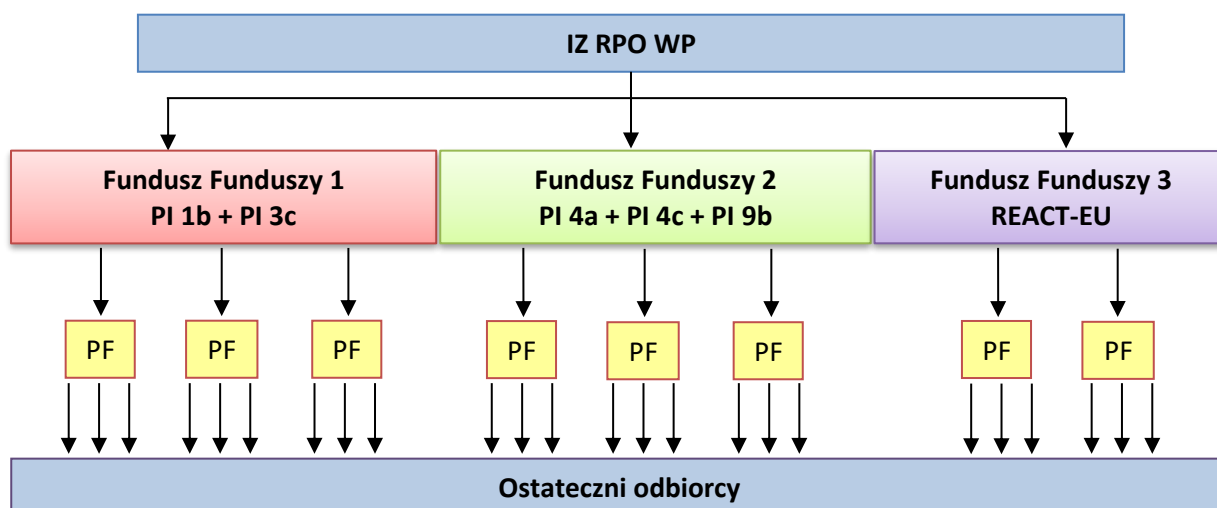 IZ RPO WP
Fundusz Funduszy 1
PI 1b + PI 3c
Fundusz Funduszy 2
PI 4a + PI 4c + PI 9b
Fundusz Funduszy 3
REACT-EU
PF
PF
PF
PF
PF
PF
PF
PF
Ostateczni odbiorcy